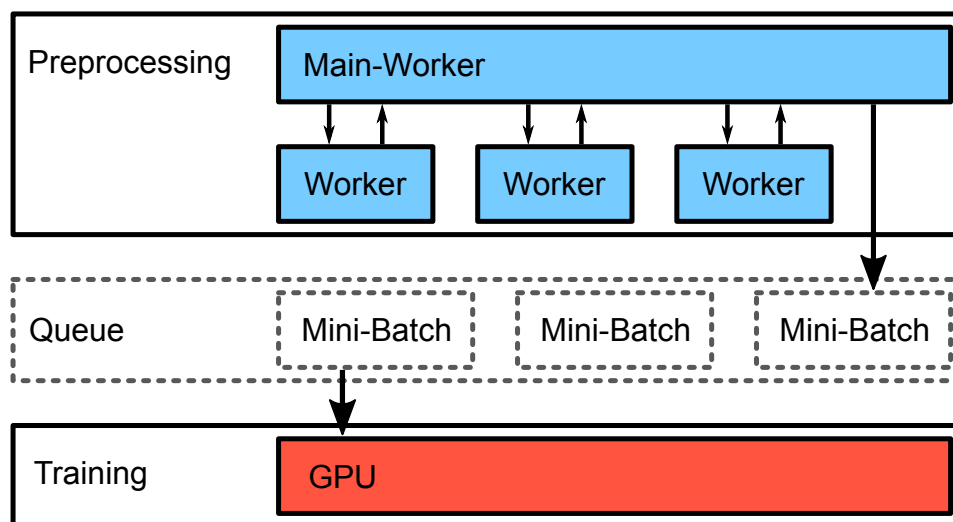 Preprocessing
Main-Worker
Worker Worker Worker
Queue
Mini-Batch Mini-Batch Mini-Batch
Training
GPU